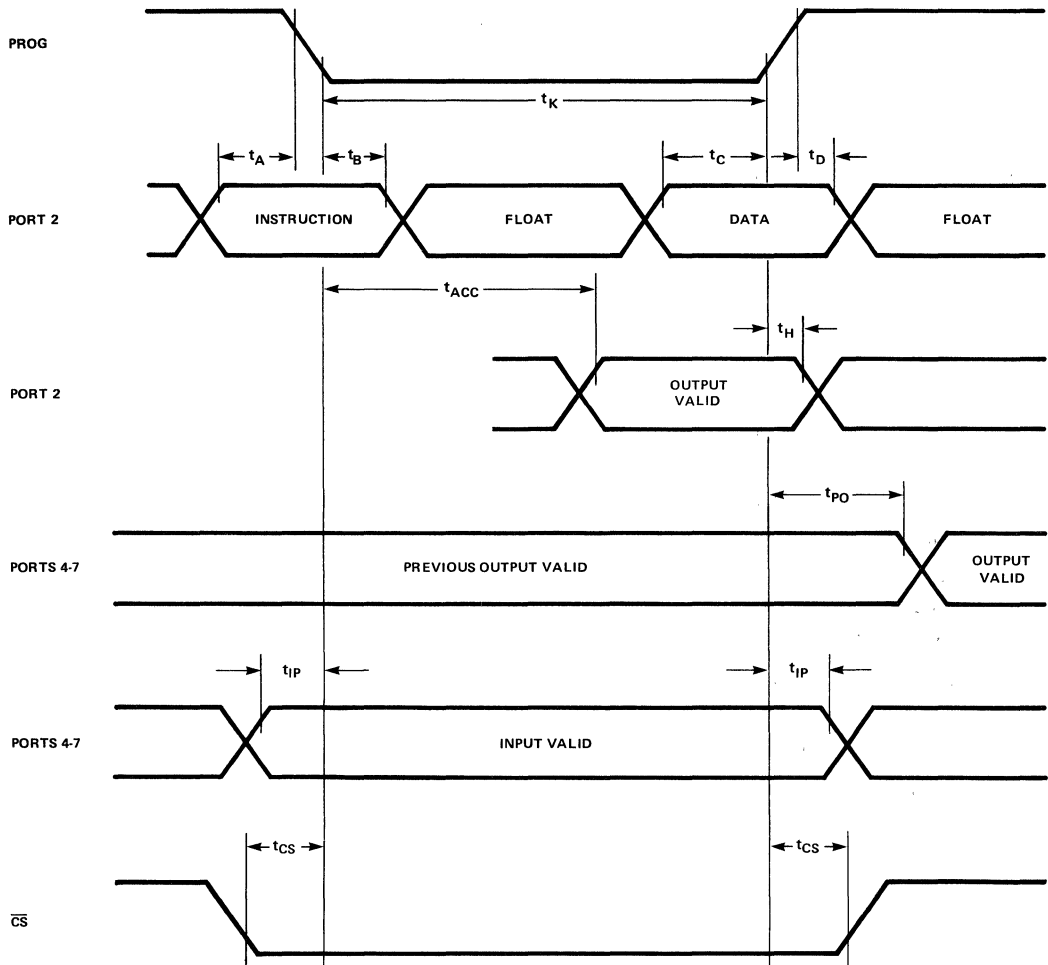 PROG
tK
tA
tB
tC
tD
PORT 2
INSTRUCTION
FLOAT
DATA
FLOAT
tACC
tH
PORT 2
OUTPUT
VALID
tPO
PORTS 4-7
PREVIOUS OUTPUT VALID
OUTPUT
VALID
tIP
tIP
PORTS 4-7
INPUT VALID
tCS
tCS
C̅S̅